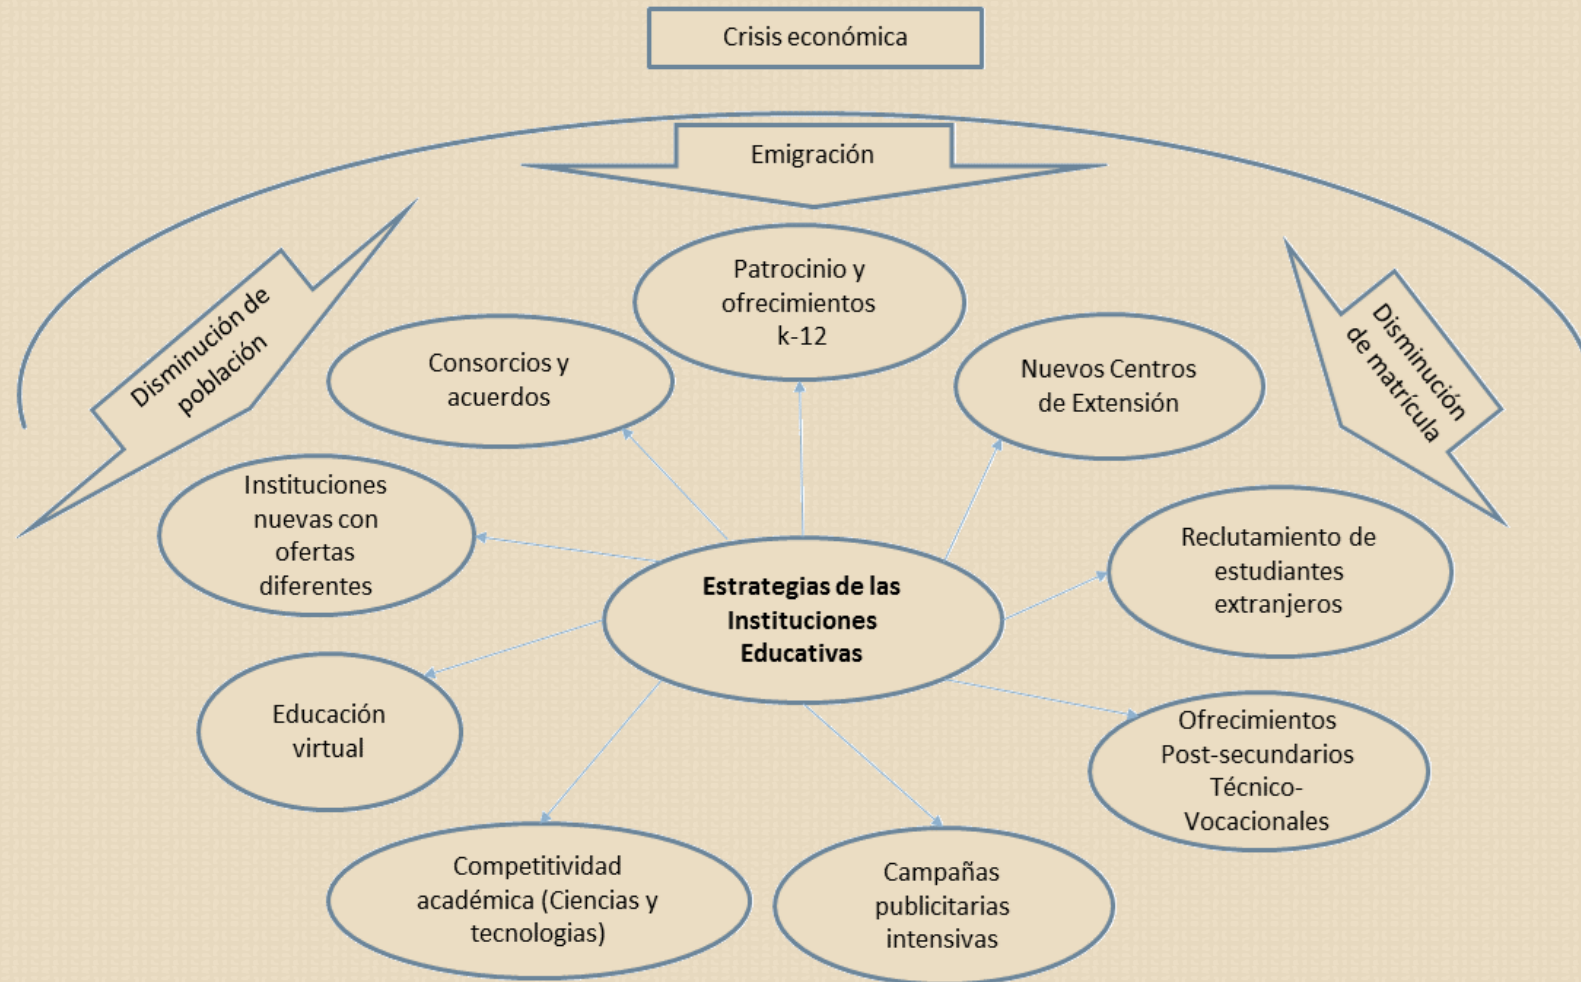 Crisis económica
Emigración
Disminución de
población
Disminución
de matrícula
Patrocinio y
ofrecimientos
k-12
Consorcios y
acuerdos
Nuevos Centros
de Extensión
Instituciones
nuevas con
ofertas
diferentes
Reclutamiento de
estudiantes
extranjeros
Estrategias de las
Instituciones
Educativas
Educación
virtual
Ofrecimientos
Post-secundarios
Técnico-
Vocacionales
Competitividad
académica (Ciencias y
tecnologias)
Campañas
publicitarias
intensivas